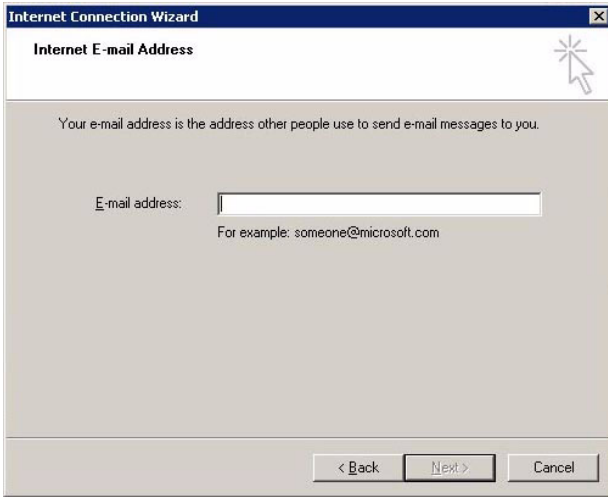 Internet Connection Wizard
Internet E-mail Address
Your e-mail address is the address other people use to send e-mail messages to you.
E-mail address:
For example: someone@microsoft.com
< Back Next > Cancel